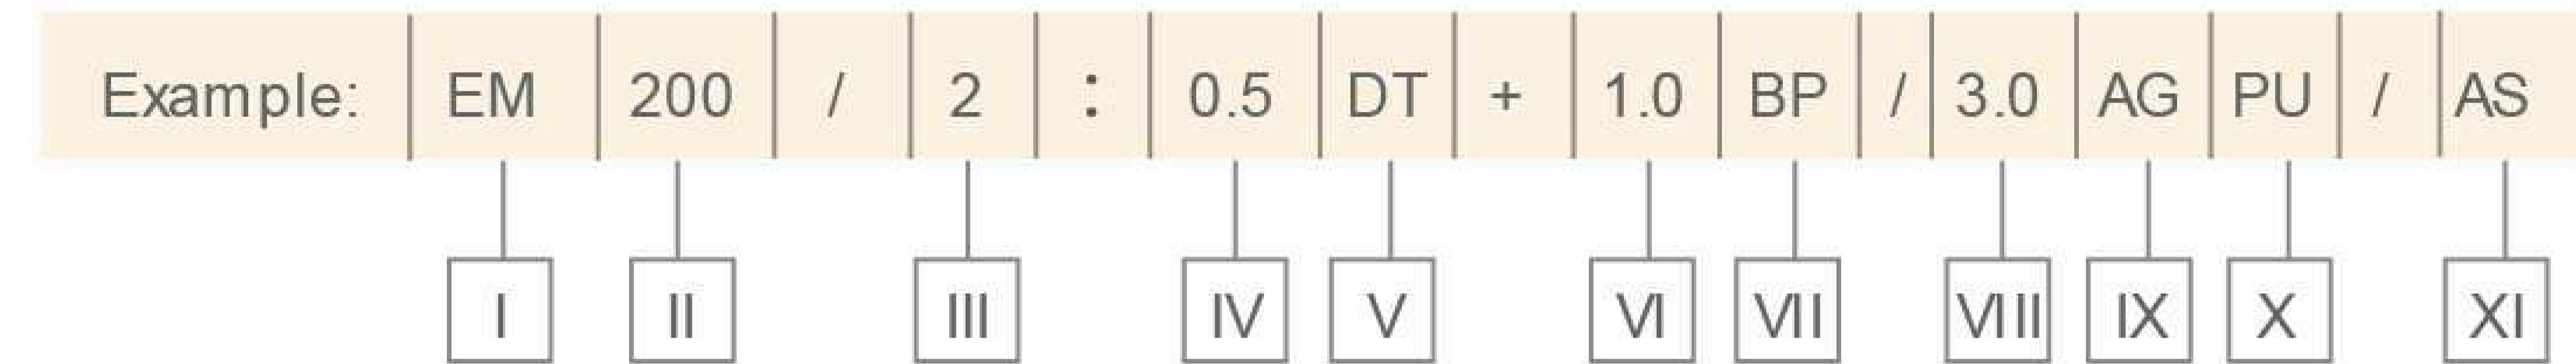 Example: EM 200 / 2 : 0.5 DT + 1.0 BP / 3.0 AG PU / AS
I II III IV V VI VII VIII IX X XI